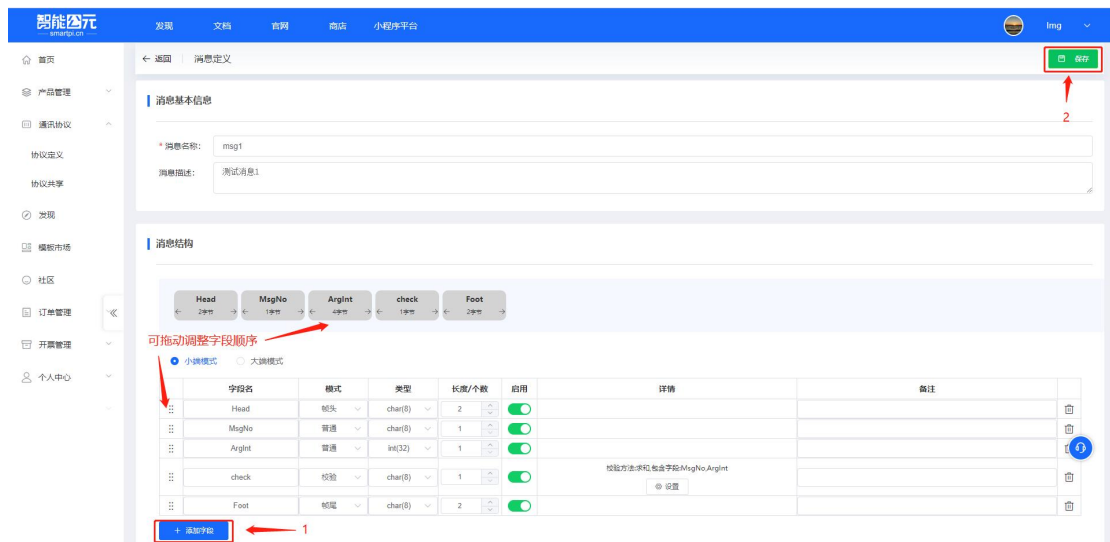 智能公元 发现 文档 官网 商店 小程序平台 lmg
smartpi.cn
首页
产品管理
通讯协议
协议定义
协议共享
发现
模板市场
社区
订单管理
开票管理
个人中心
← 返回 消息定义 保存
2
消息基本信息
* 消息名称: msg1
消息描述: 测试消息1
消息结构
Head MsgNo ArgInt check Foot
← 2字节 → ← 1字节 → ← 4字节 → ← 1字节 → ← 2字节 →
可拖动调整字段顺序
小端模式 大端模式
字段名 模式 类型 长度/个数 启用 详情 备注
Head 帧头 char(8) 2
MsgNo 普通 char(8) 1
ArgInt 普通 int(32) 1
check 校验 char(8) 1 校验方法:求和,包含字段:MsgNo,ArgInt
设置
Foot 帧尾 char(8) 2
+ 添加字段 1